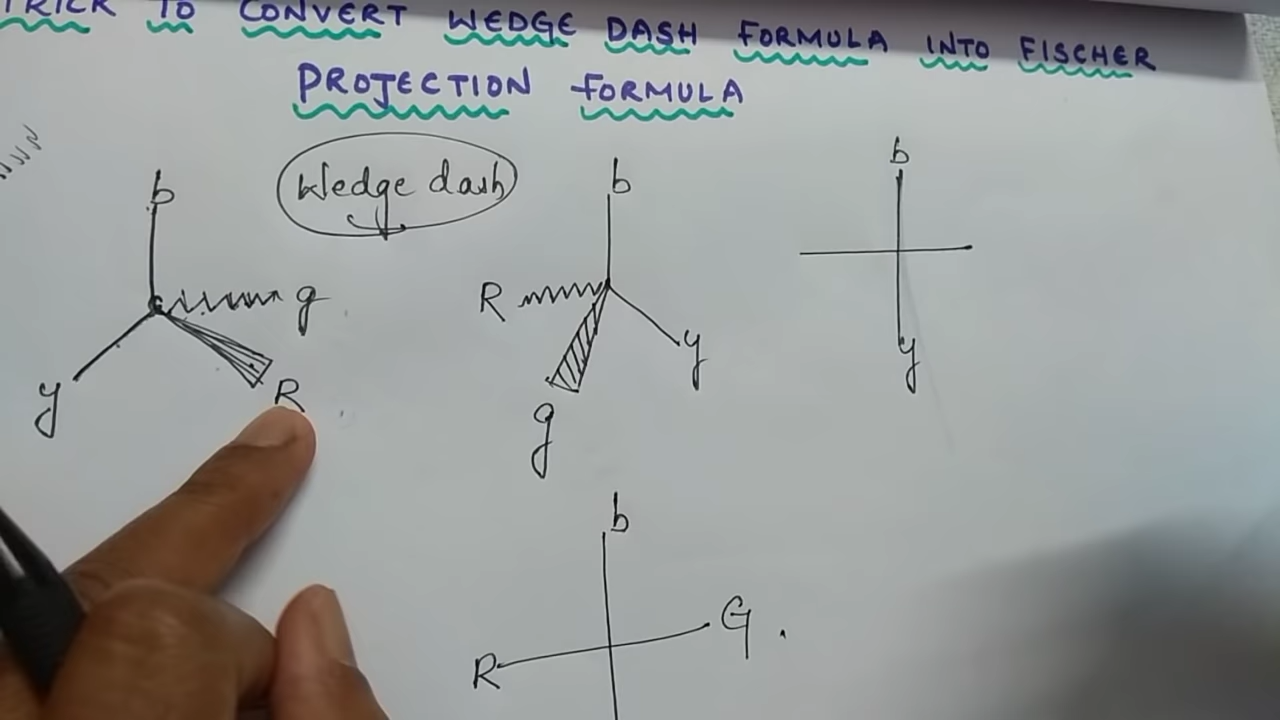 TRICK TO CONVERT WEDGE DASH FORMULA INTO FISCHER
PROJECTION FORMULA
Wedge dash
b
g
y
R
b
R
y
g
b
y
b
G .
R